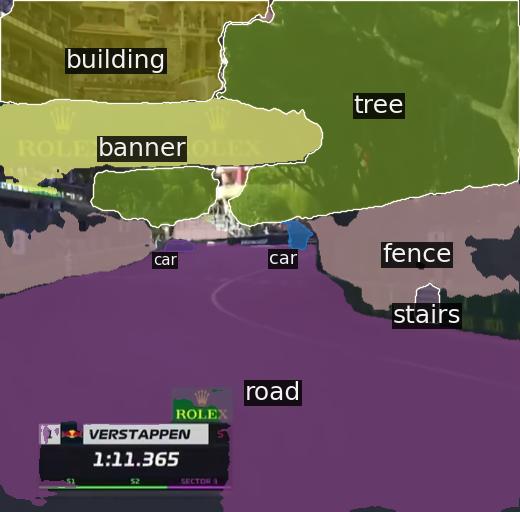 building
tree
ROLEX ROLEX
banner
car
car
fence
stairs
road
ROLEX
1 VERSTAPPEN S
1:11.365
S1 S2 SECTOR 3